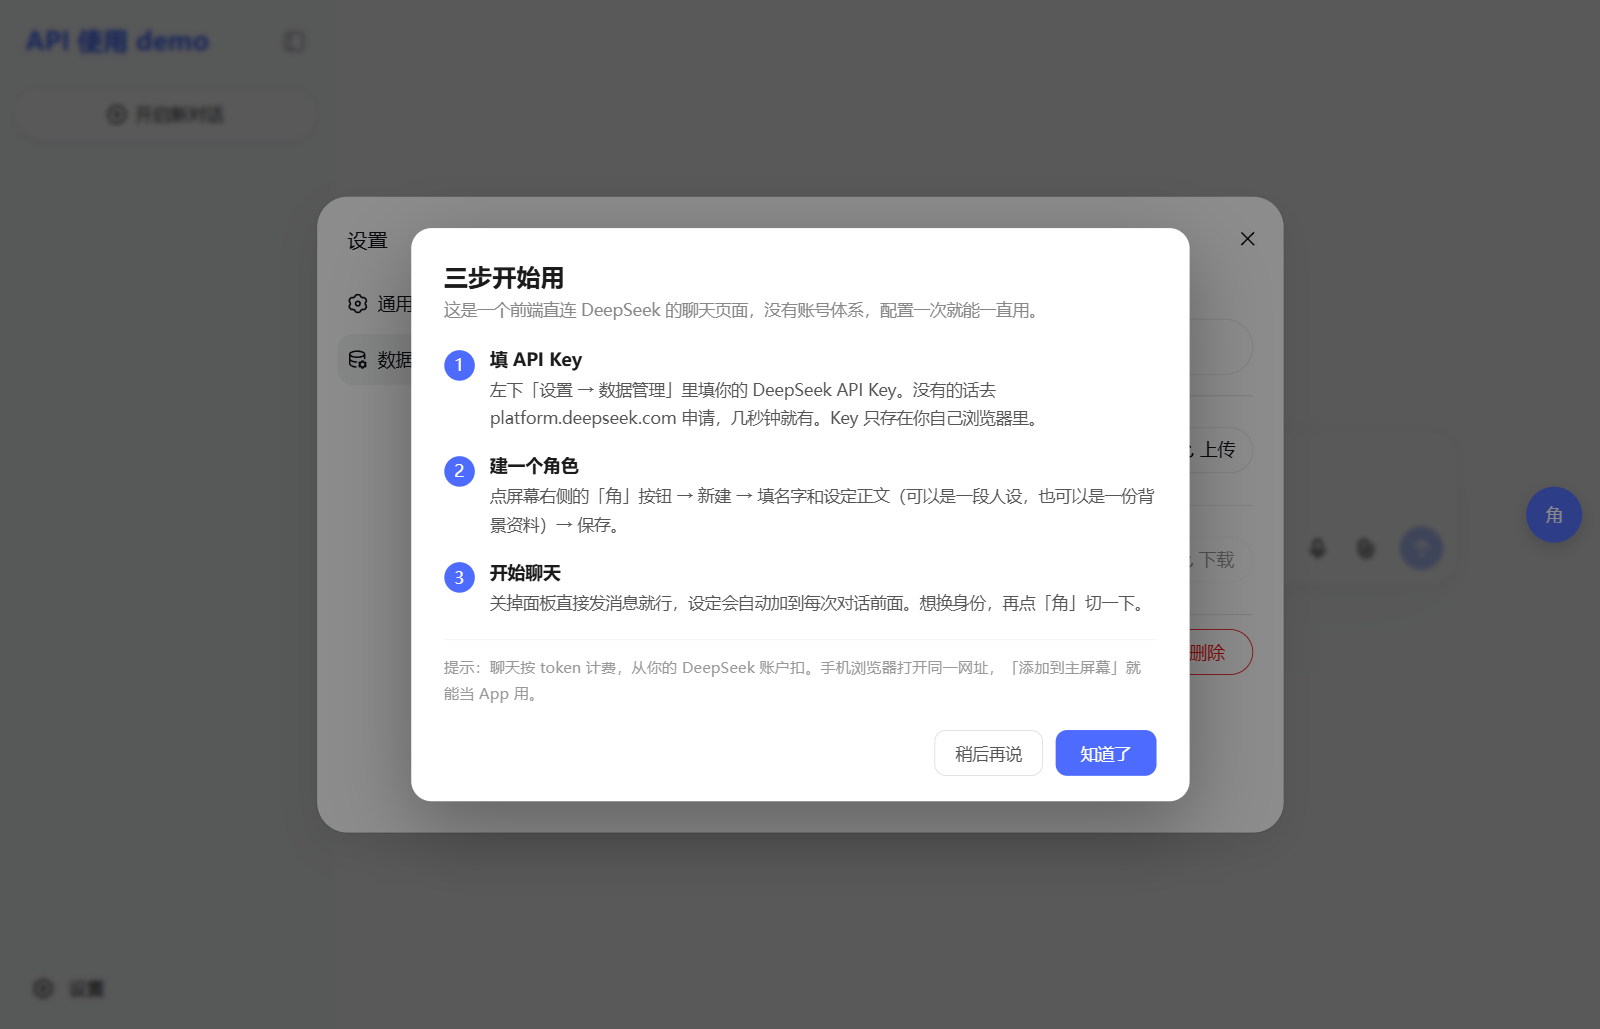 API 使用 demo
开启新对话
设置
通用
数据
三步开始用
这是一个前端直连 DeepSeek 的聊天页面，没有账号体系，配置一次就能一直用。
1
填 API Key
左下「设置 → 数据管理」里填你的 DeepSeek API Key。没有的话去
platform.deepseek.com 申请，几秒钟就有。Key 只存在你自己浏览器里。
2
建一个角色
点屏幕右侧的「角」按钮 → 新建 → 填名字和设定正文（可以是一段人设，也可以是一份背
景资料）→ 保存。
3
开始聊天
关掉面板直接发消息就行，设定会自动加到每次对话前面。想换身份，再点「角」切一下。
提示：聊天按 token 计费，从你的 DeepSeek 账户扣。手机浏览器打开同一网址，「添加到主屏幕」就
能当 App 用。
稍后再说
知道了
上传
下载
删除
角
设置